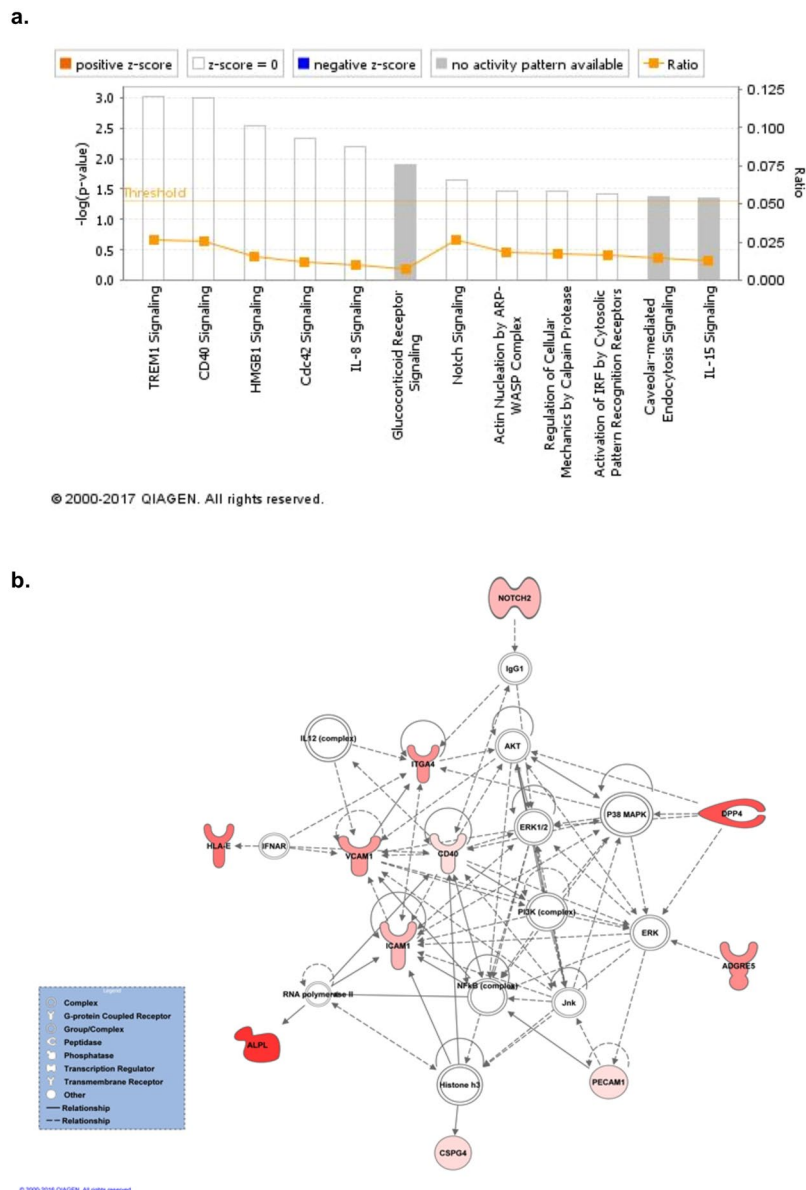 a.
positive z-score
z-score = 0
negative z-score
no activity pattern available
Ratio
3.0
2.5
2.0
1.5
1.0
0.5
0.0
-log(p-value)
Threshold
0.125
0.100
0.075
0.050
0.025
0.000
Ratio
TREM1 Signaling
CD40 Signaling
HMGB1 Signaling
Cdc42 Signaling
IL-8 Signaling
Glucocorticoid Receptor
Signaling
Notch Signaling
Actin Nucleation by ARP-
WASP Complex
Regulation of Cellular
Mechanics by Calpain Protease
Activation of IRF by Cytosolic
Pattern Recognition Receptors
Caveolar-mediated
Endocytosis Signaling
IL-15 Signaling
© 2000-2017 QIAGEN. All rights reserved.
b.
NOTCH2
IgG1
IL12 (complex)
AKT
ITGA4
P38 MAPK
DPP4
ERK1/2
HLA-E
IFNAR
VCAM1
CD40
PI3K (complex)
ERK
ICAM1
ADGRE5
RNA polymerase II
NFkB (complex)
Jnk
ALPL
Histone h3
PECAM1
CSPG4
Legend
Complex
G-protein Coupled Receptor
Group/Complex
Peptidase
Phosphatase
Transcription Regulator
Transmembrane Receptor
Other
Relationship
Relationship
© 2000-2016 QIAGEN. All rights reserved.